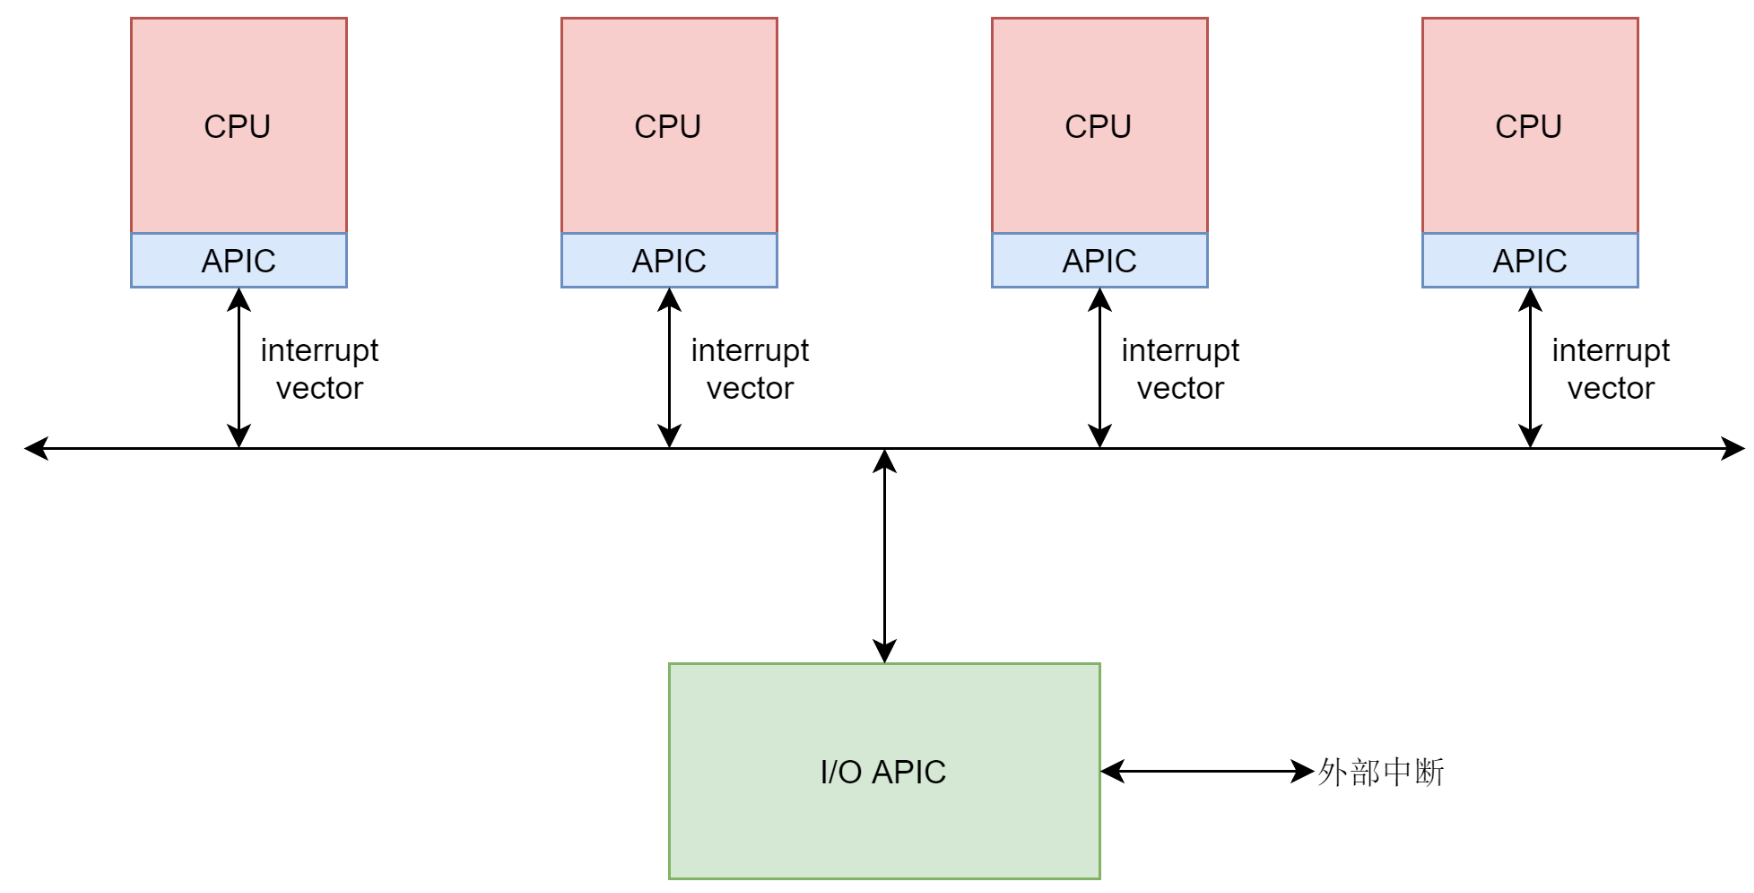 CPU
CPU
CPU
CPU
APIC
APIC
APIC
APIC
interrupt
vector
interrupt
vector
interrupt
vector
interrupt
vector
I/O APIC
外部中断